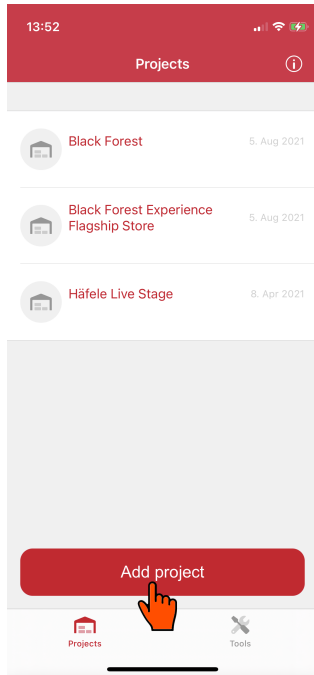 13:52
Projects
Black Forest
5. Aug 2021
Black Forest Experience
Flagship Store
5. Aug 2021
Häfele Live Stage
8. Apr 2021
Add project
Projects
Tools